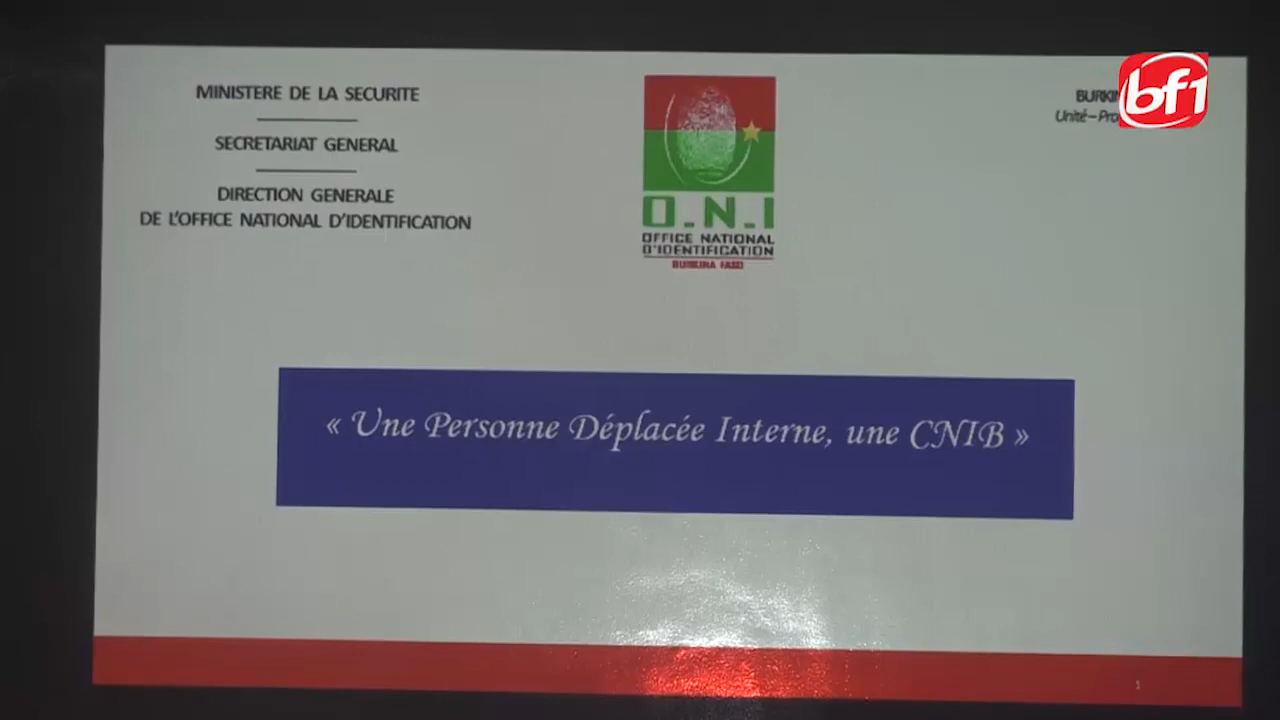 MINISTERE DE LA SECURITE
SECRETARIAT GENERAL
DIRECTION GENERALE
DE L'OFFICE NATIONAL D'IDENTIFICATION
O.N.I
OFFICE NATIONAL
D'IDENTIFICATION
BURKINA FASO
bf1
« Une Personne Déplacée Interne, une CNIB »
1